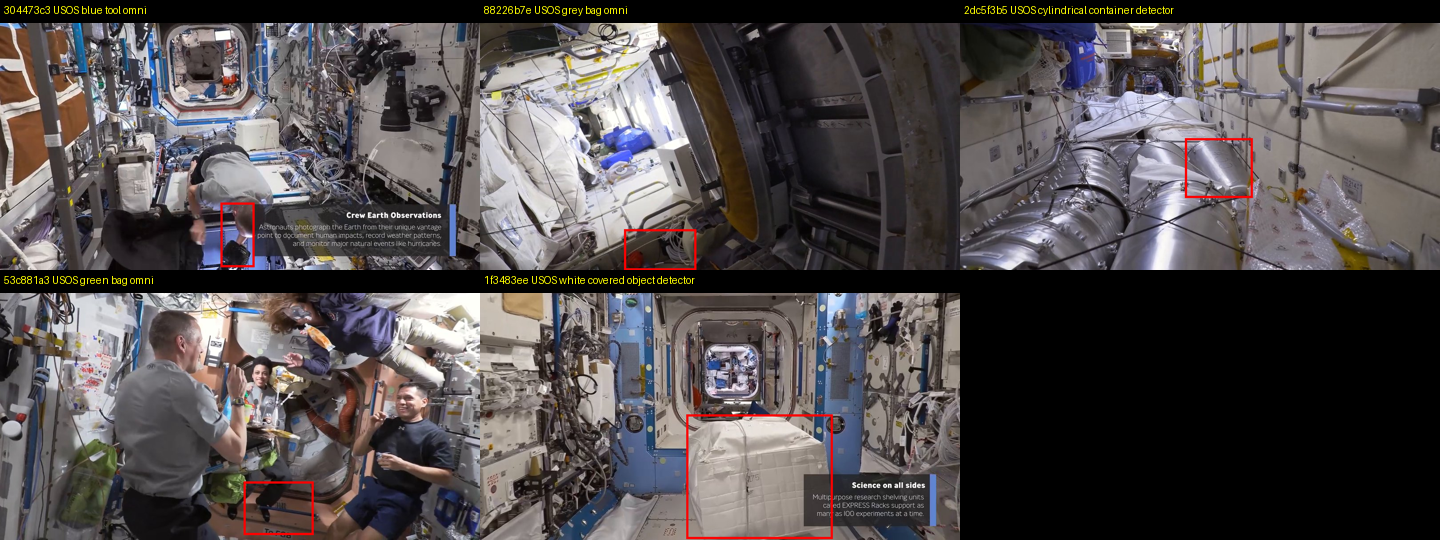 304473c3 USOS blue tool omni
88226b7e USOS grey bag omni
2dc5f3b5 USOS cylindrical container detector
Crew Earth Observations
Astronauts photograph the Earth from their unique vantage
point to document human impacts, record weather patterns,
and monitor major natural events like hurricanes.
53c881a3 USOS green bag omni
1f3483ee USOS white covered object detector
Science on all sides
Multipurpose research shelving units
called EXPRESS Racks support as
many as 100 experiments at a time.